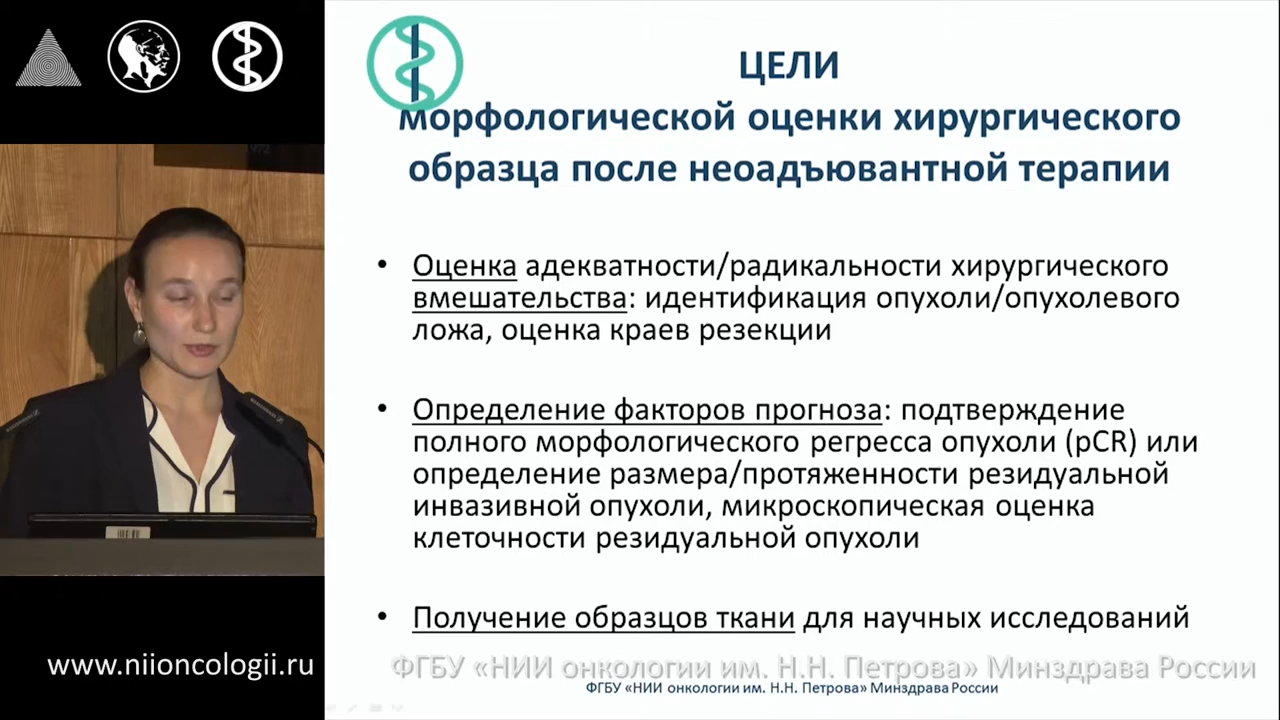 ЦЕЛИ
морфологической оценки хирургического
образца после неоадъювантной терапии
• Оценка адекватности/радикальности хирургического
вмешательства: идентификация опухоли/опухолевого
ложа, оценка краев резекции
• Определение факторов прогноза: подтверждение
полного морфологического регресса опухоли (pCR) или
определение размера/протяженности резидуальной
инвазивной опухоли, микроскопическая оценка
клеточности резидуальной опухоли
• Получение образцов ткани для научных исследований
www.niioncologii.ru
ФГБУ «НИИ онкологии им. Н.Н. Петрова» Минздрава России
ФГБУ «НИИ онкологии им. Н.Н. Петрова» Минздрава России